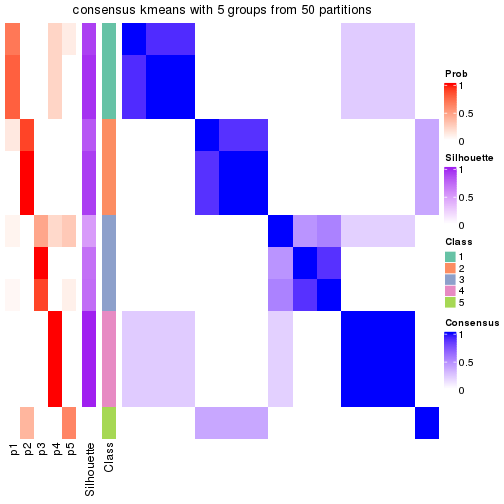 consensus kmeans with 5 groups from 50 partitions
Prob
1
0.5
0
Silhouette
1
0.5
0
Class
1
2
3
4
5
Consensus
1
0.5
0
p1
p2
p3
p4
p5
Silhouette
Class